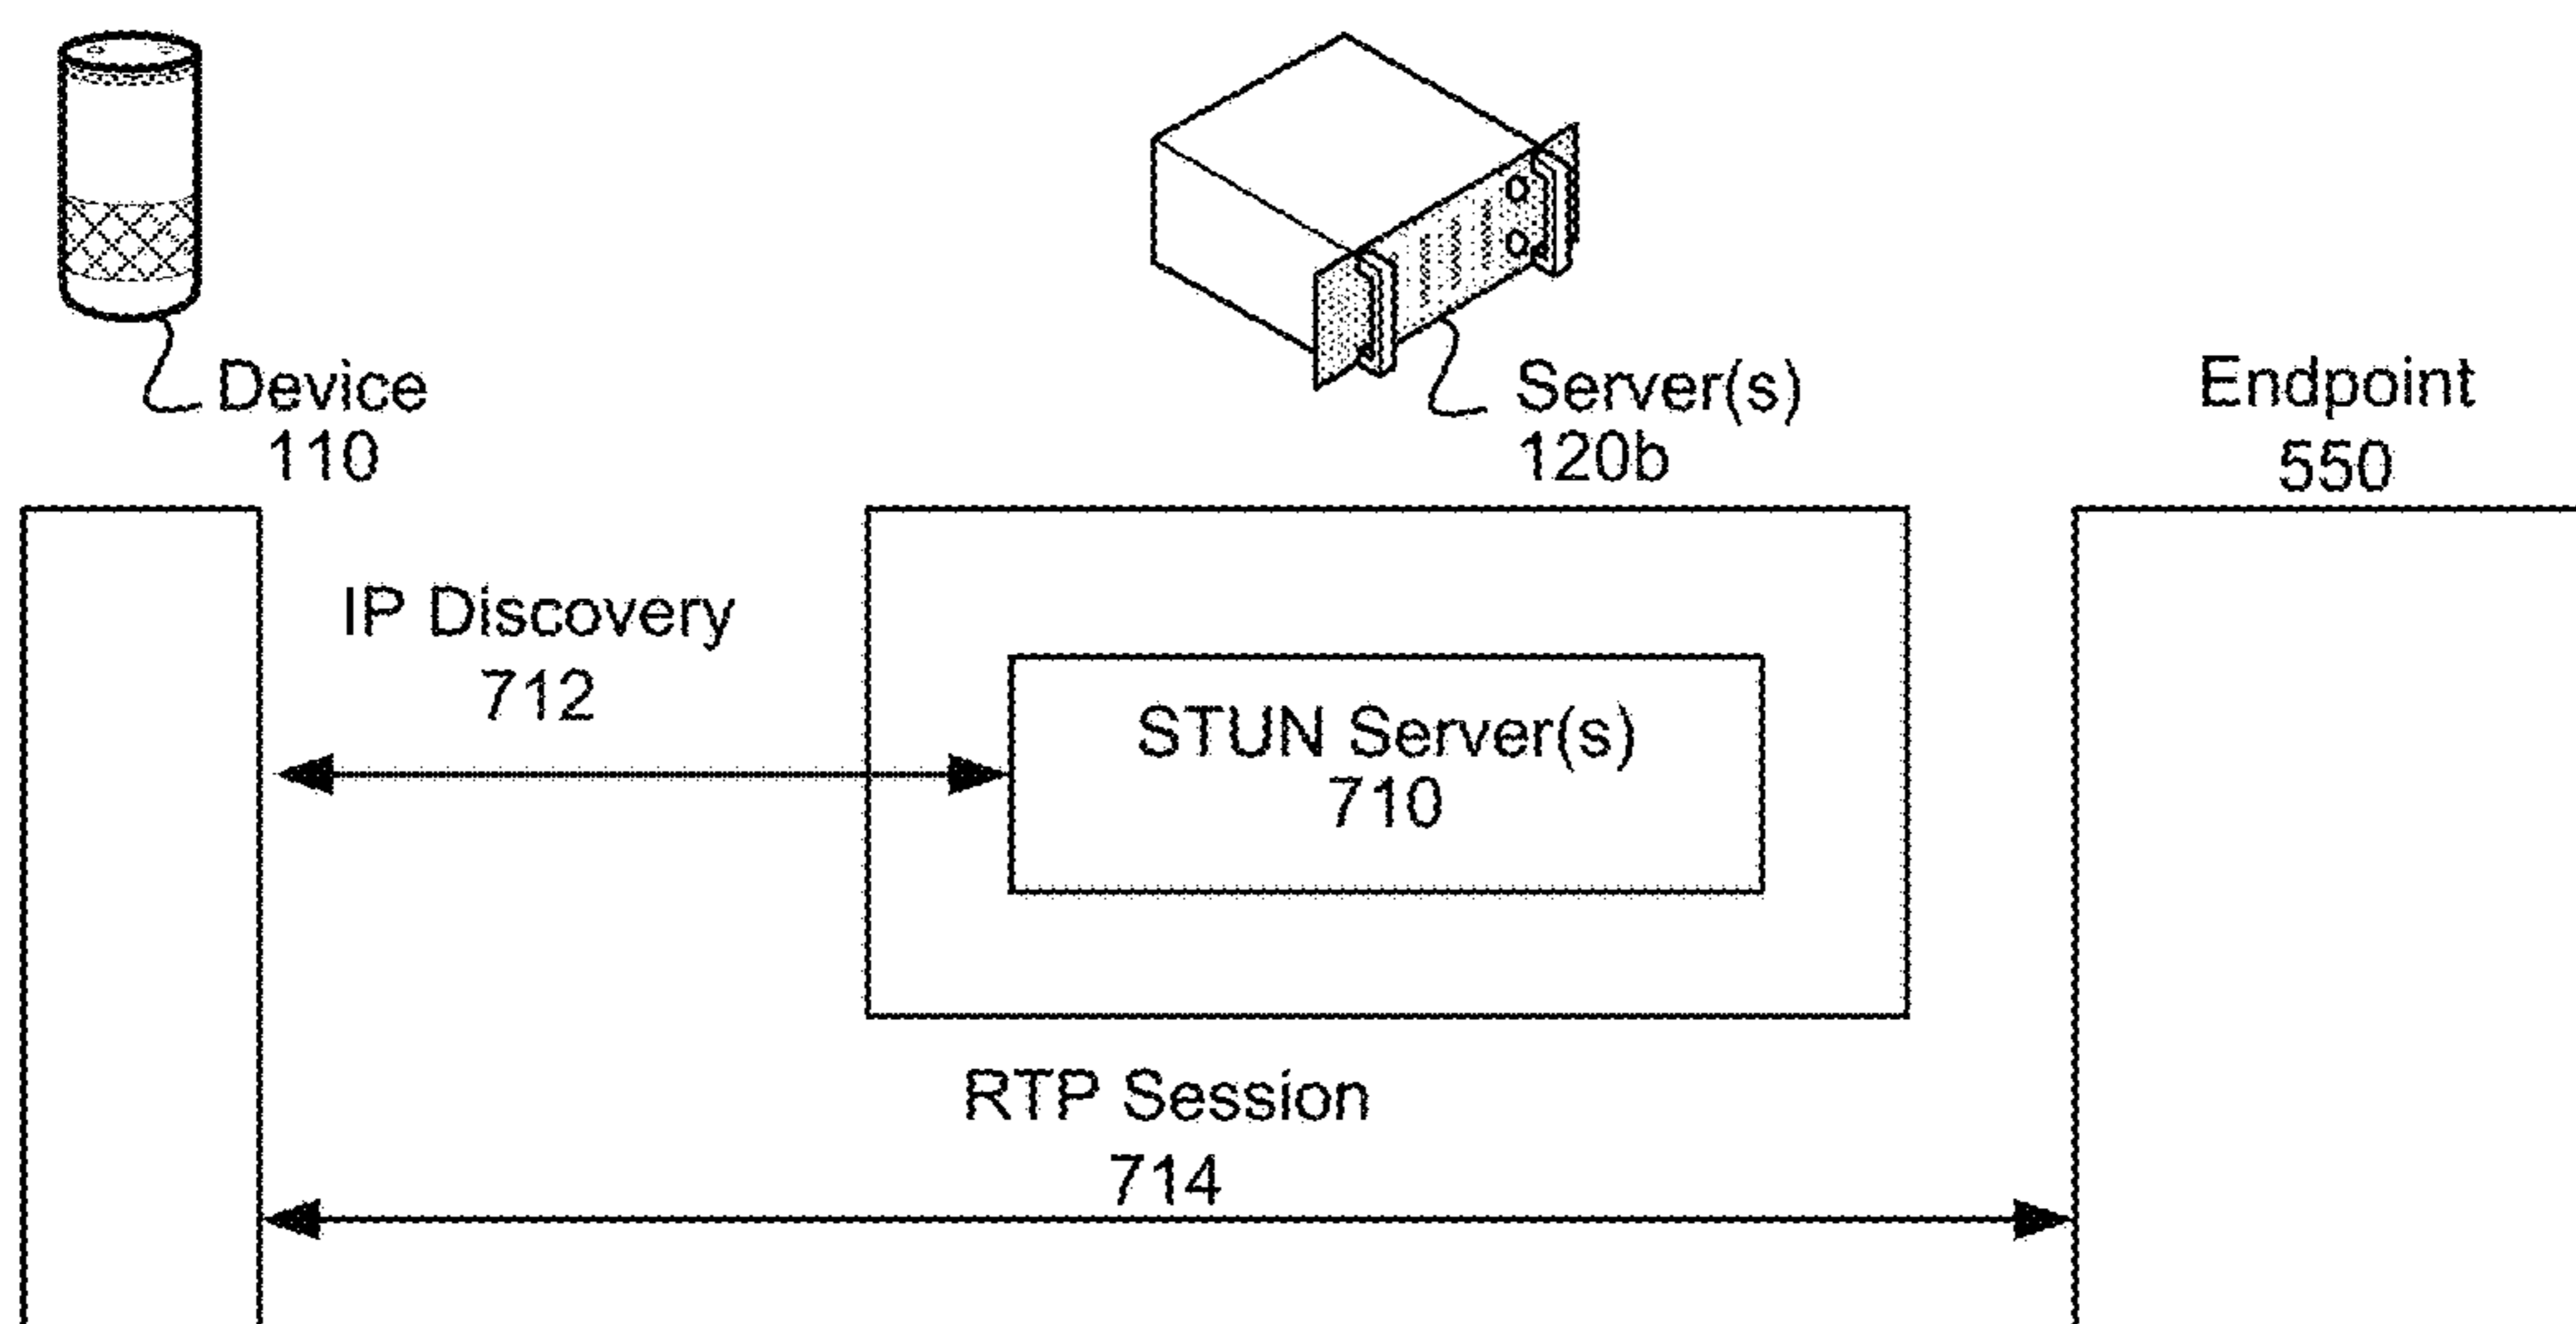 Device
110
Server(s)
120b
Endpoint
550
IP Discovery
712
STUN Server(s)
710
RTP Session
714